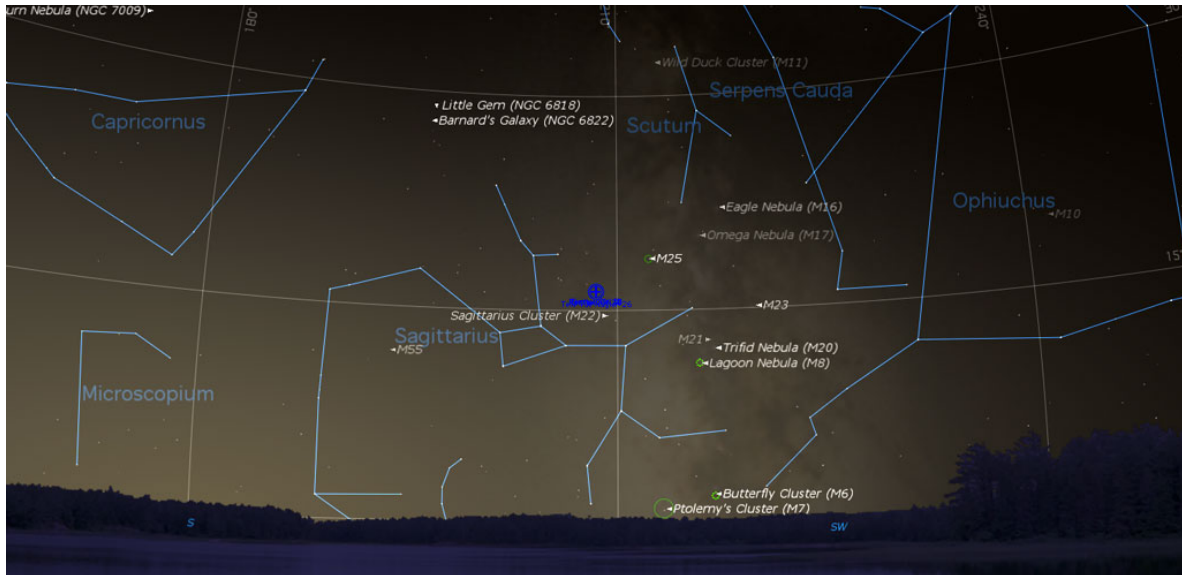 urn Nebula (NGC 7009)
180°
210
240°
Wild Duck Cluster (M11)
Serpens Cauda
Little Gem (NGC 6818)
Barnard's Galaxy (NGC 6822)
Capricornus
Scutum
Eagle Nebula (M16)
Ophiuchus
M10
Omega Nebula (M17)
M25
15°
M23
Sagittarius Cluster (M22)
Sagittarius
M21
Trifid Nebula (M20)
M55
Lagoon Nebula (M8)
Microscopium
Butterfly Cluster (M6)
Ptolemy's Cluster (M7)
S
SW